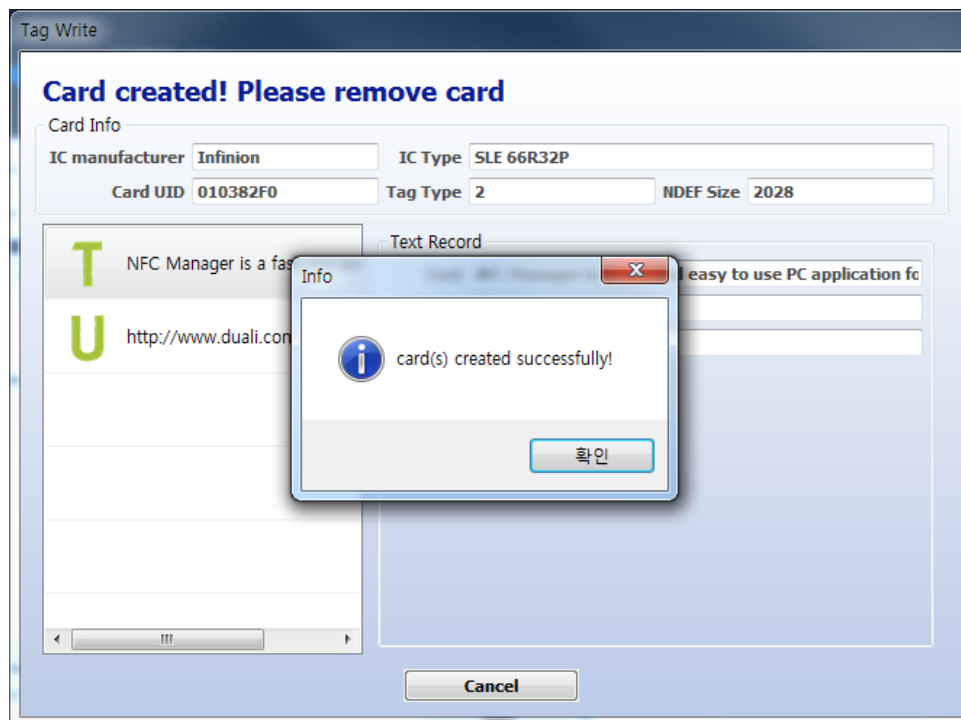 Tag Write
Card created! Please remove card
Card Info
IC manufacturer Infinion IC Type SLE 66R32P
Card UID 010382F0 Tag Type 2 NDEF Size 2028
T NFC Manager is a fas
Text Record
easy to use PC application fo
Info
U http://www.duali.con
card(s) created successfully!
확인
Cancel